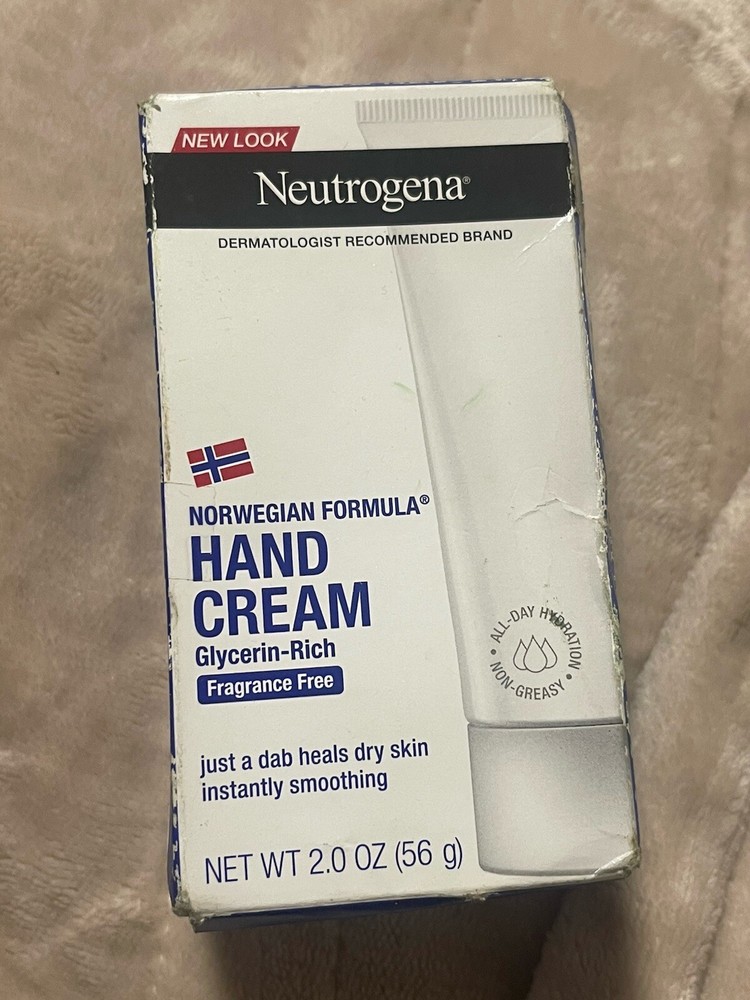 NEW LOOK
Neutrogena®
DERMATOLOGIST RECOMMENDED BRAND
NORWEGIAN FORMULA®
HAND
CREAM
Glycerin-Rich
Fragrance Free
ALL-DAY HYDRATION •
NON-GREASY •
just a dab heals dry skin
instantly smoothing
NET WT 2.0 OZ (56 g)